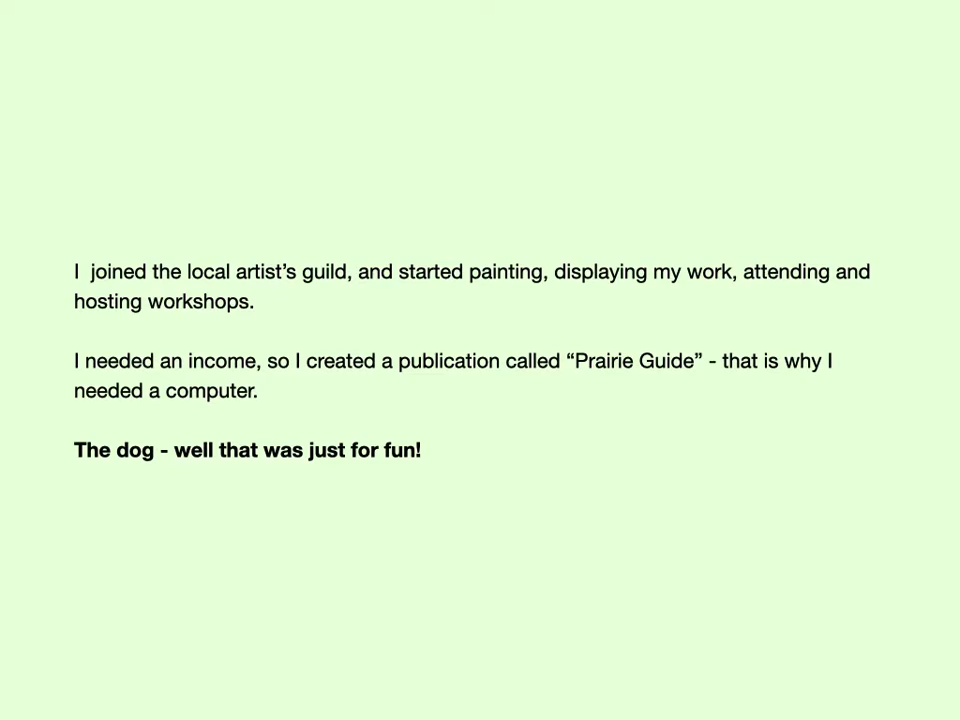 I  joined the local artist’s guild, and started painting, displaying my work, attending and
hosting workshops.
I needed an income, so I created a publication called “Prairie Guide” - that is why I
needed a computer.
The dog - well that was just for fun!